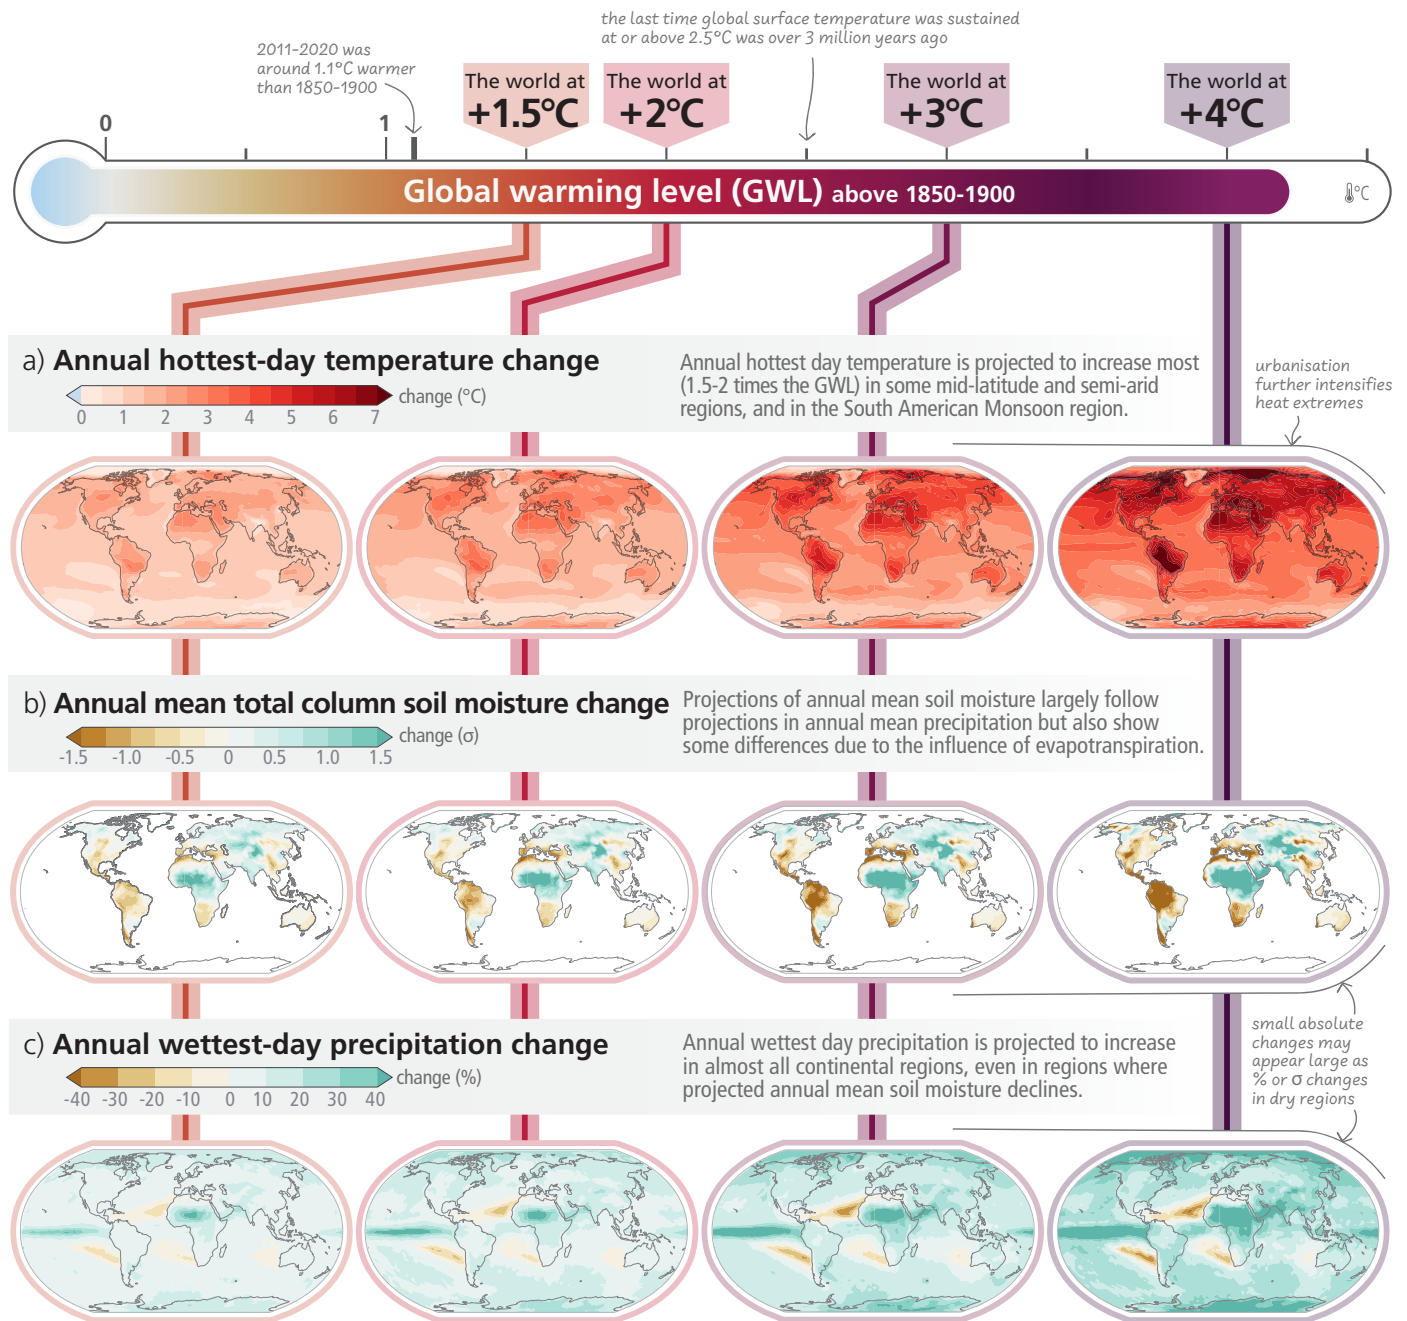 the last time global surface temperature was sustained
at or above 2.5°C was over 3 million years ago
2011-2020 was
around 1.1°C warmer
than 1850-1900
The world at
+1.5°C
The world at
+2°C
The world at
+3°C
The world at
+4°C
0
1
Global warming level (GWL) above 1850-1900
°C
a) Annual hottest-day temperature change
change (°C)
0 1 2 3 4 5 6 7
Annual hottest day temperature is projected to increase most
(1.5-2 times the GWL) in some mid-latitude and semi-arid
regions, and in the South American Monsoon region.
urbanisation
further intensifies
heat extremes
b) Annual mean total column soil moisture change
change (σ)
-1.5 -1.0 -0.5 0 0.5 1.0 1.5
Projections of annual mean soil moisture largely follow
projections in annual mean precipitation but also show
some differences due to the influence of evapotranspiration.
c) Annual wettest-day precipitation change
change (%)
-40 -30 -20 -10 0 10 20 30 40
Annual wettest day precipitation is projected to increase
in almost all continental regions, even in regions where
projected annual mean soil moisture declines.
small absolute
changes may
appear large as
% or σ changes
in dry regions